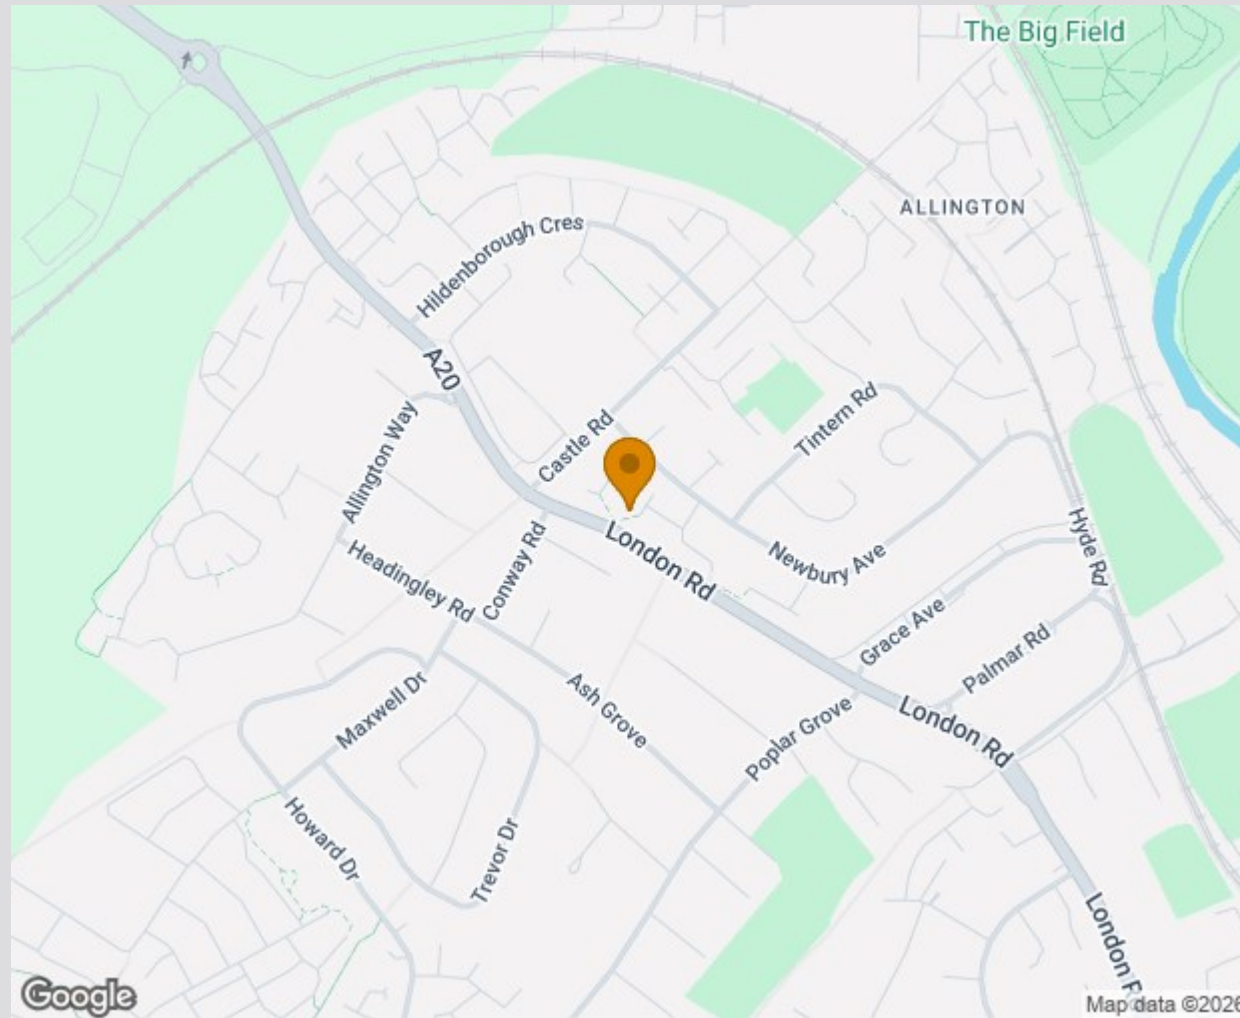 The Big Field
ALLINGTON
Hildenborough Cres
A20
Castle Rd
Tintern Rd
Allington Way
Headingley Rd
Conway Rd
London Rd
Newbury Ave
Hyde Rd
Grace Ave
Palmar Rd
Maxwell Dr
Ash Grove
Poplar Grove
London Rd
Howard Dr
Trevor Dr
London
Google
Map data ©2026